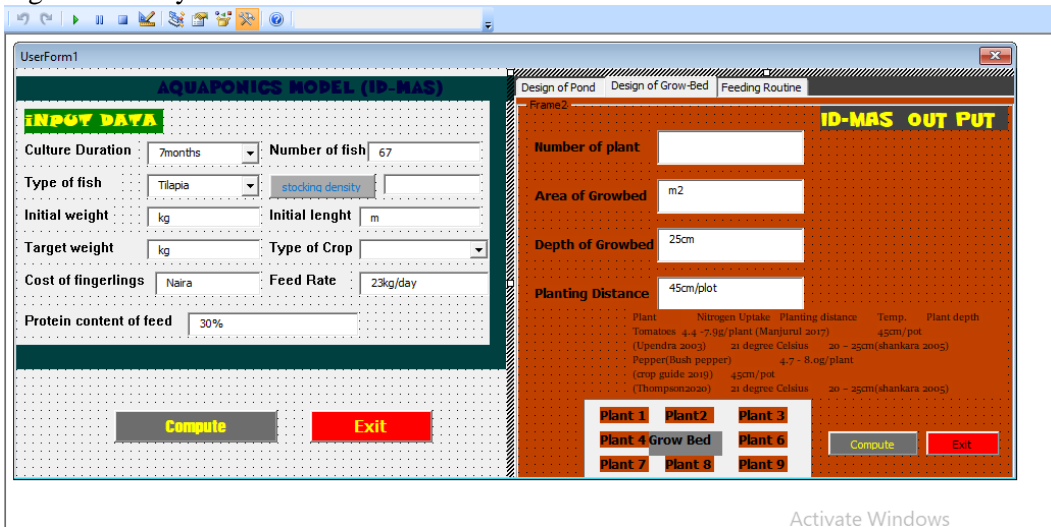 UserForm1
AQUAPONICS MODEL (ID-MAS)
INPUT DATA
Culture Duration 7months Number of fish 67
Type of fish Tilapia stocking density
Initial weight kg Initial lenght m
Target weight kg Type of Crop
Cost of fingerlings Naira Feed Rate 23kg/day
Protein content of feed 30%
Compute Exit
Design of Pond Design of Grow-Bed Feeding Routine
Frame2
ID-MAS OUT PUT
Number of plant
Area of Growbed m2
Depth of Growbed 25cm
Planting Distance 45cm/plot
Plant Nitrogen Uptake Planting distance Temp. Plant depth
Tomatoes 4.4 -7.9g/plant (Manjurul 2017) 45cm/pot
(Upendra 2003) 21 degree Celsius 20 – 25cm(shankara 2005)
Pepper(Bush pepper) 4.7 - 8.0g/plant
(crop guide 2019) 45cm/pot
(Thompson2020) 21 degree Celsius 20 – 25cm(shankara 2005)
Plant 1 Plant2 Plant 3
Plant 4 Grow Bed Plant 6
Plant 7 Plant 8 Plant 9
Compute Exit
Activate Windows